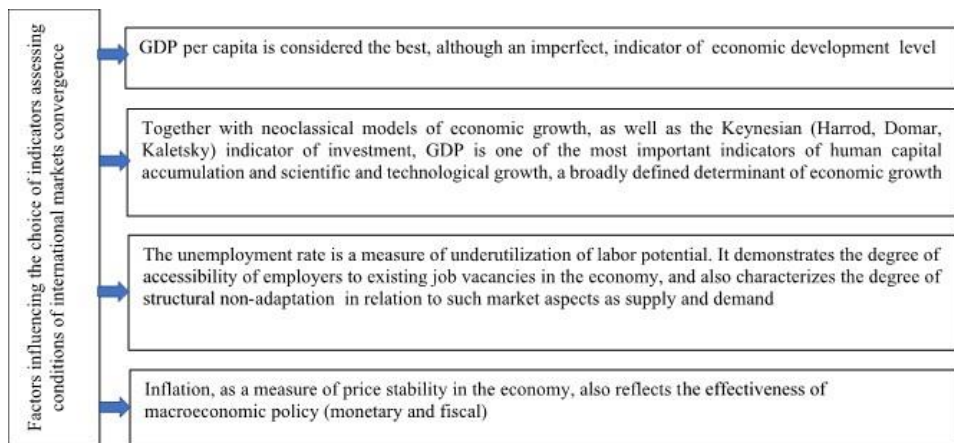 Factors influencing the choice of indicators assessing
conditions of international markets convergence
GDP per capita is considered the best, although an imperfect, indicator of economic development level
Together with neoclassical models of economic growth, as well as the Keynesian (Harrod, Domar,
Kaletsky) indicator of investment, GDP is one of the most important indicators of human capital
accumulation and scientific and technological growth, a broadly defined determinant of economic growth
The unemployment rate is a measure of underutilization of labor potential. It demonstrates the degree of
accessibility of employers to existing job vacancies in the economy, and also characterizes the degree of
structural non-adaptation in relation to such market aspects as supply and demand
Inflation, as a measure of price stability in the economy, also reflects the effectiveness of
macroeconomic policy (monetary and fiscal)